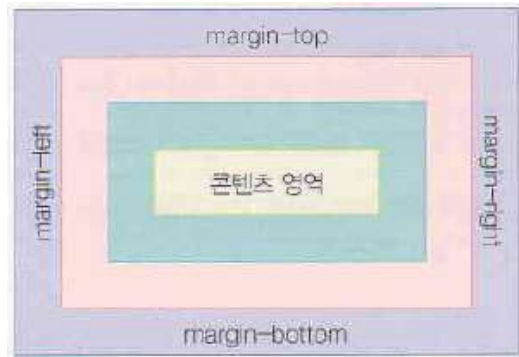 margin-top
margin-left
콘텐츠 영역
margin-right
margin-bottom